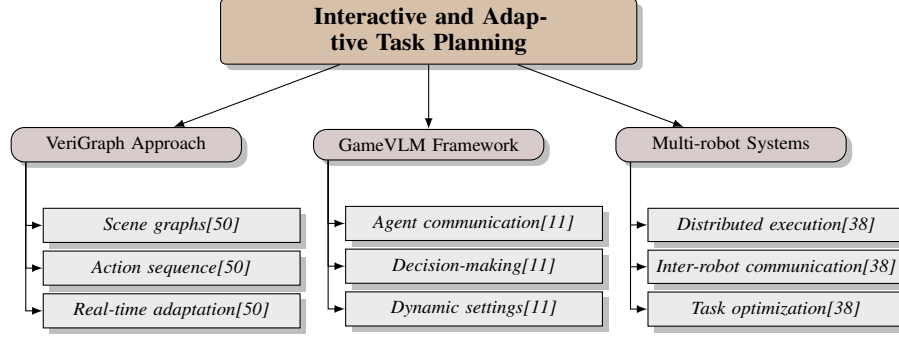 Interactive and Adap-
tive Task Planning
VeriGraph Approach
GameVLM Framework
Multi-robot Systems
Scene graphs[50]
Action sequence[50]
Real-time adaptation[50]
Agent communication[11]
Decision-making[11]
Dynamic settings[11]
Distributed execution[38]
Inter-robot communication[38]
Task optimization[38]